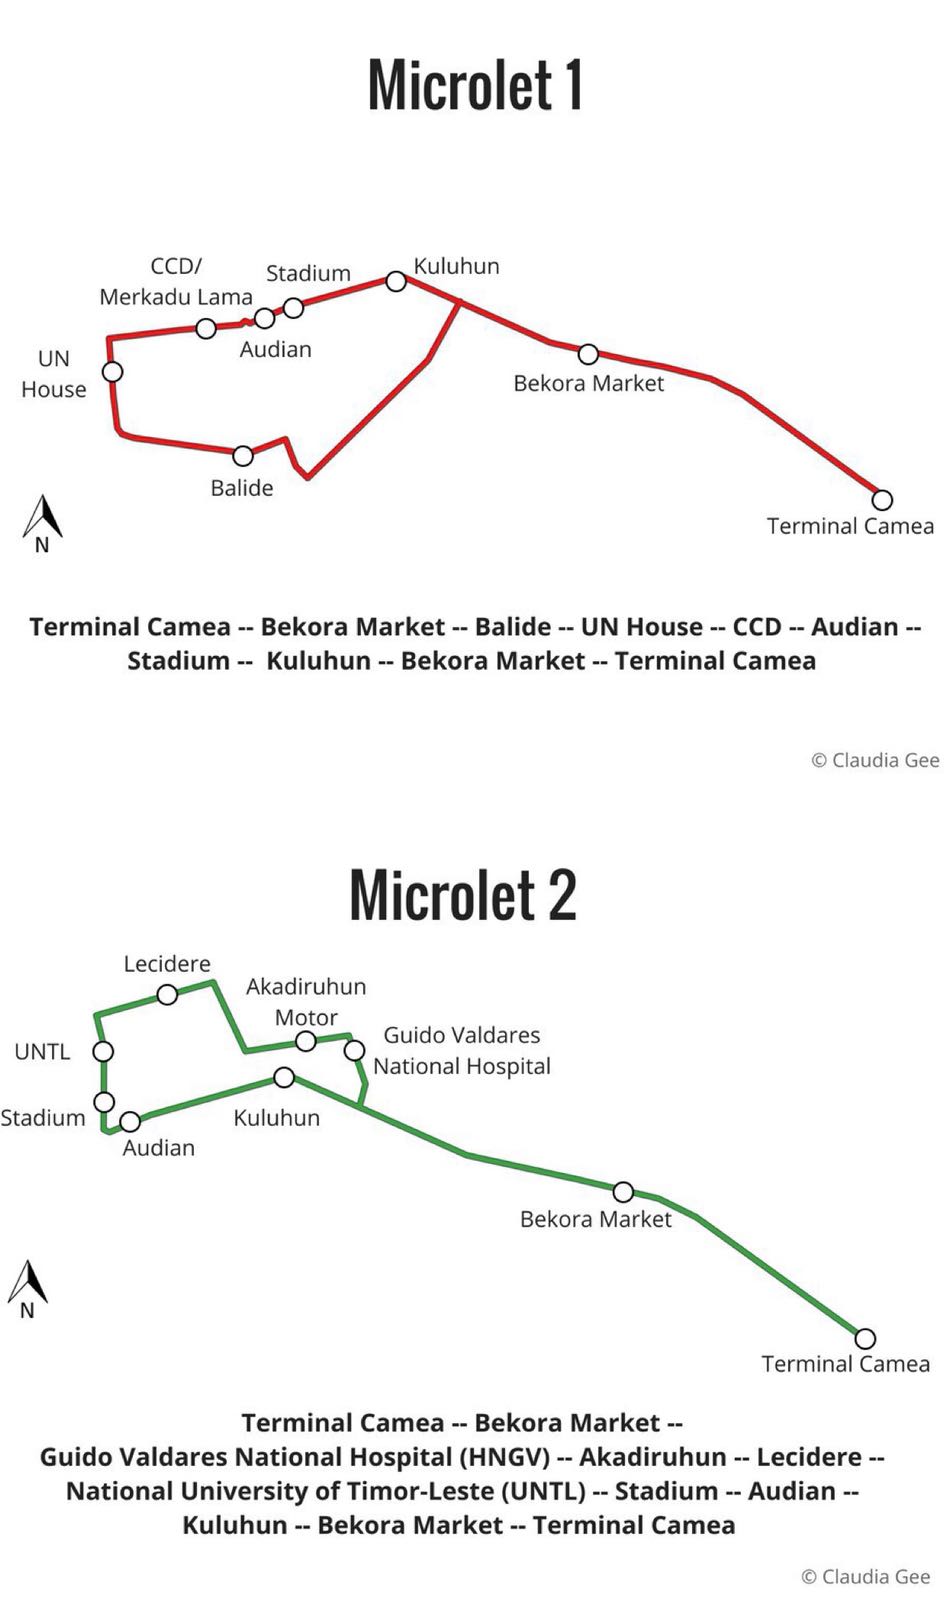 Microlet 1
CCD/
Merkadu Lama
Stadium
Kuluhun
Audian
UN
House
Bekora Market
Balide
Terminal Camea
N
Terminal Camea -- Bekora Market -- Balide -- UN House -- CCD -- Audian --
Stadium -- Kuluhun -- Bekora Market -- Terminal Camea
© Claudia Gee
Microlet 2
Lecidere
Akadiruhun
Motor
Guido Valdares
National Hospital
UNTL
Stadium
Kuluhun
Audian
Bekora Market
N
Terminal Camea
Terminal Camea -- Bekora Market --
Guido Valdares National Hospital (HNGV) -- Akadiruhun -- Lecidere --
National University of Timor-Leste (UNTL) -- Stadium -- Audian --
Kuluhun -- Bekora Market -- Terminal Camea
© Claudia Gee